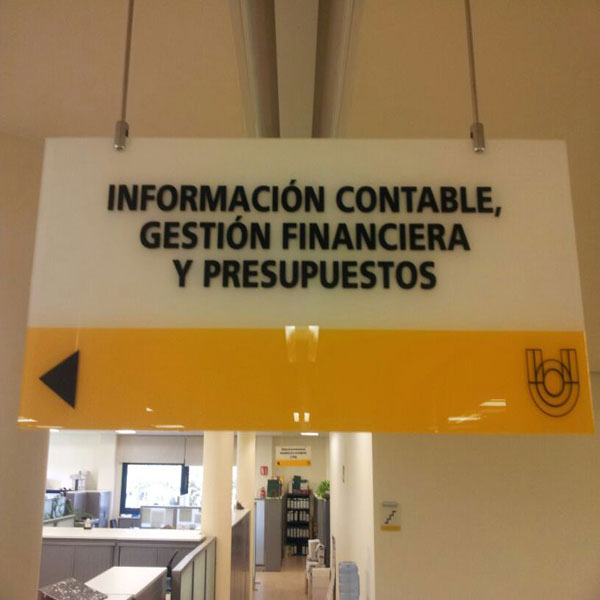 INFORMACIÓN CONTABLE,
GESTIÓN FINANCIERA
Y PRESUPUESTOS